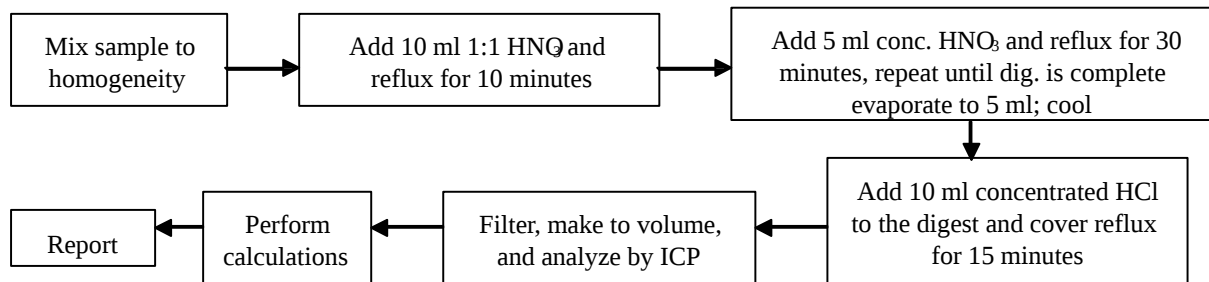 Mix sample to
homogeneity
Add 10 ml 1:1 HNO3 and
reflux for 10 minutes
Add 5 ml conc. HNO3 and reflux for 30
minutes, repeat until dig. is complete
evaporate to 5 ml; cool
Add 10 ml concentrated HCl
to the digest and cover reflux
for 15 minutes
Filter, make to volume,
and analyze by ICP
Perform
calculations
Report